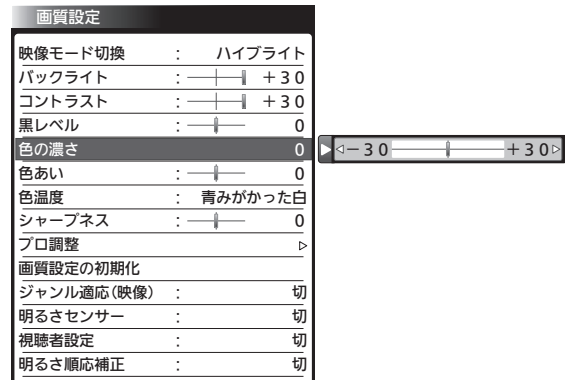 画質設定
映像モード切換 : ハイブライト
バックライト : +30
コントラスト : +30
黒レベル : 0
色の濃さ 0 -30 +30
色あい : 0
色温度 : 青みがかった白
シャープネス : 0
プロ調整
画質設定の初期化
ジャンル適応(映像) : 切
明るさセンサー : 切
視聴者設定 : 切
明るさ順応補正 : 切